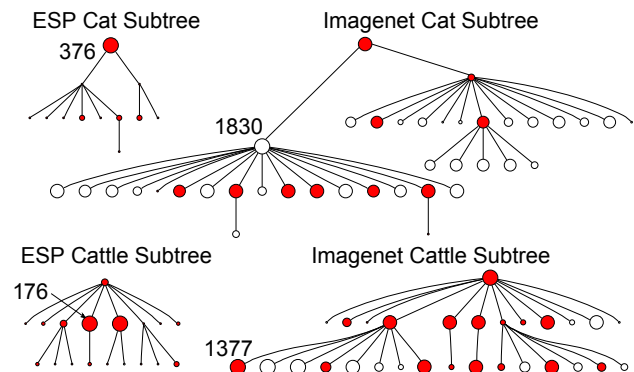 ESP Cat Subtree
Imagenet Cat Subtree
376
1830
ESP Cattle Subtree
Imagenet Cattle Subtree
176
1377